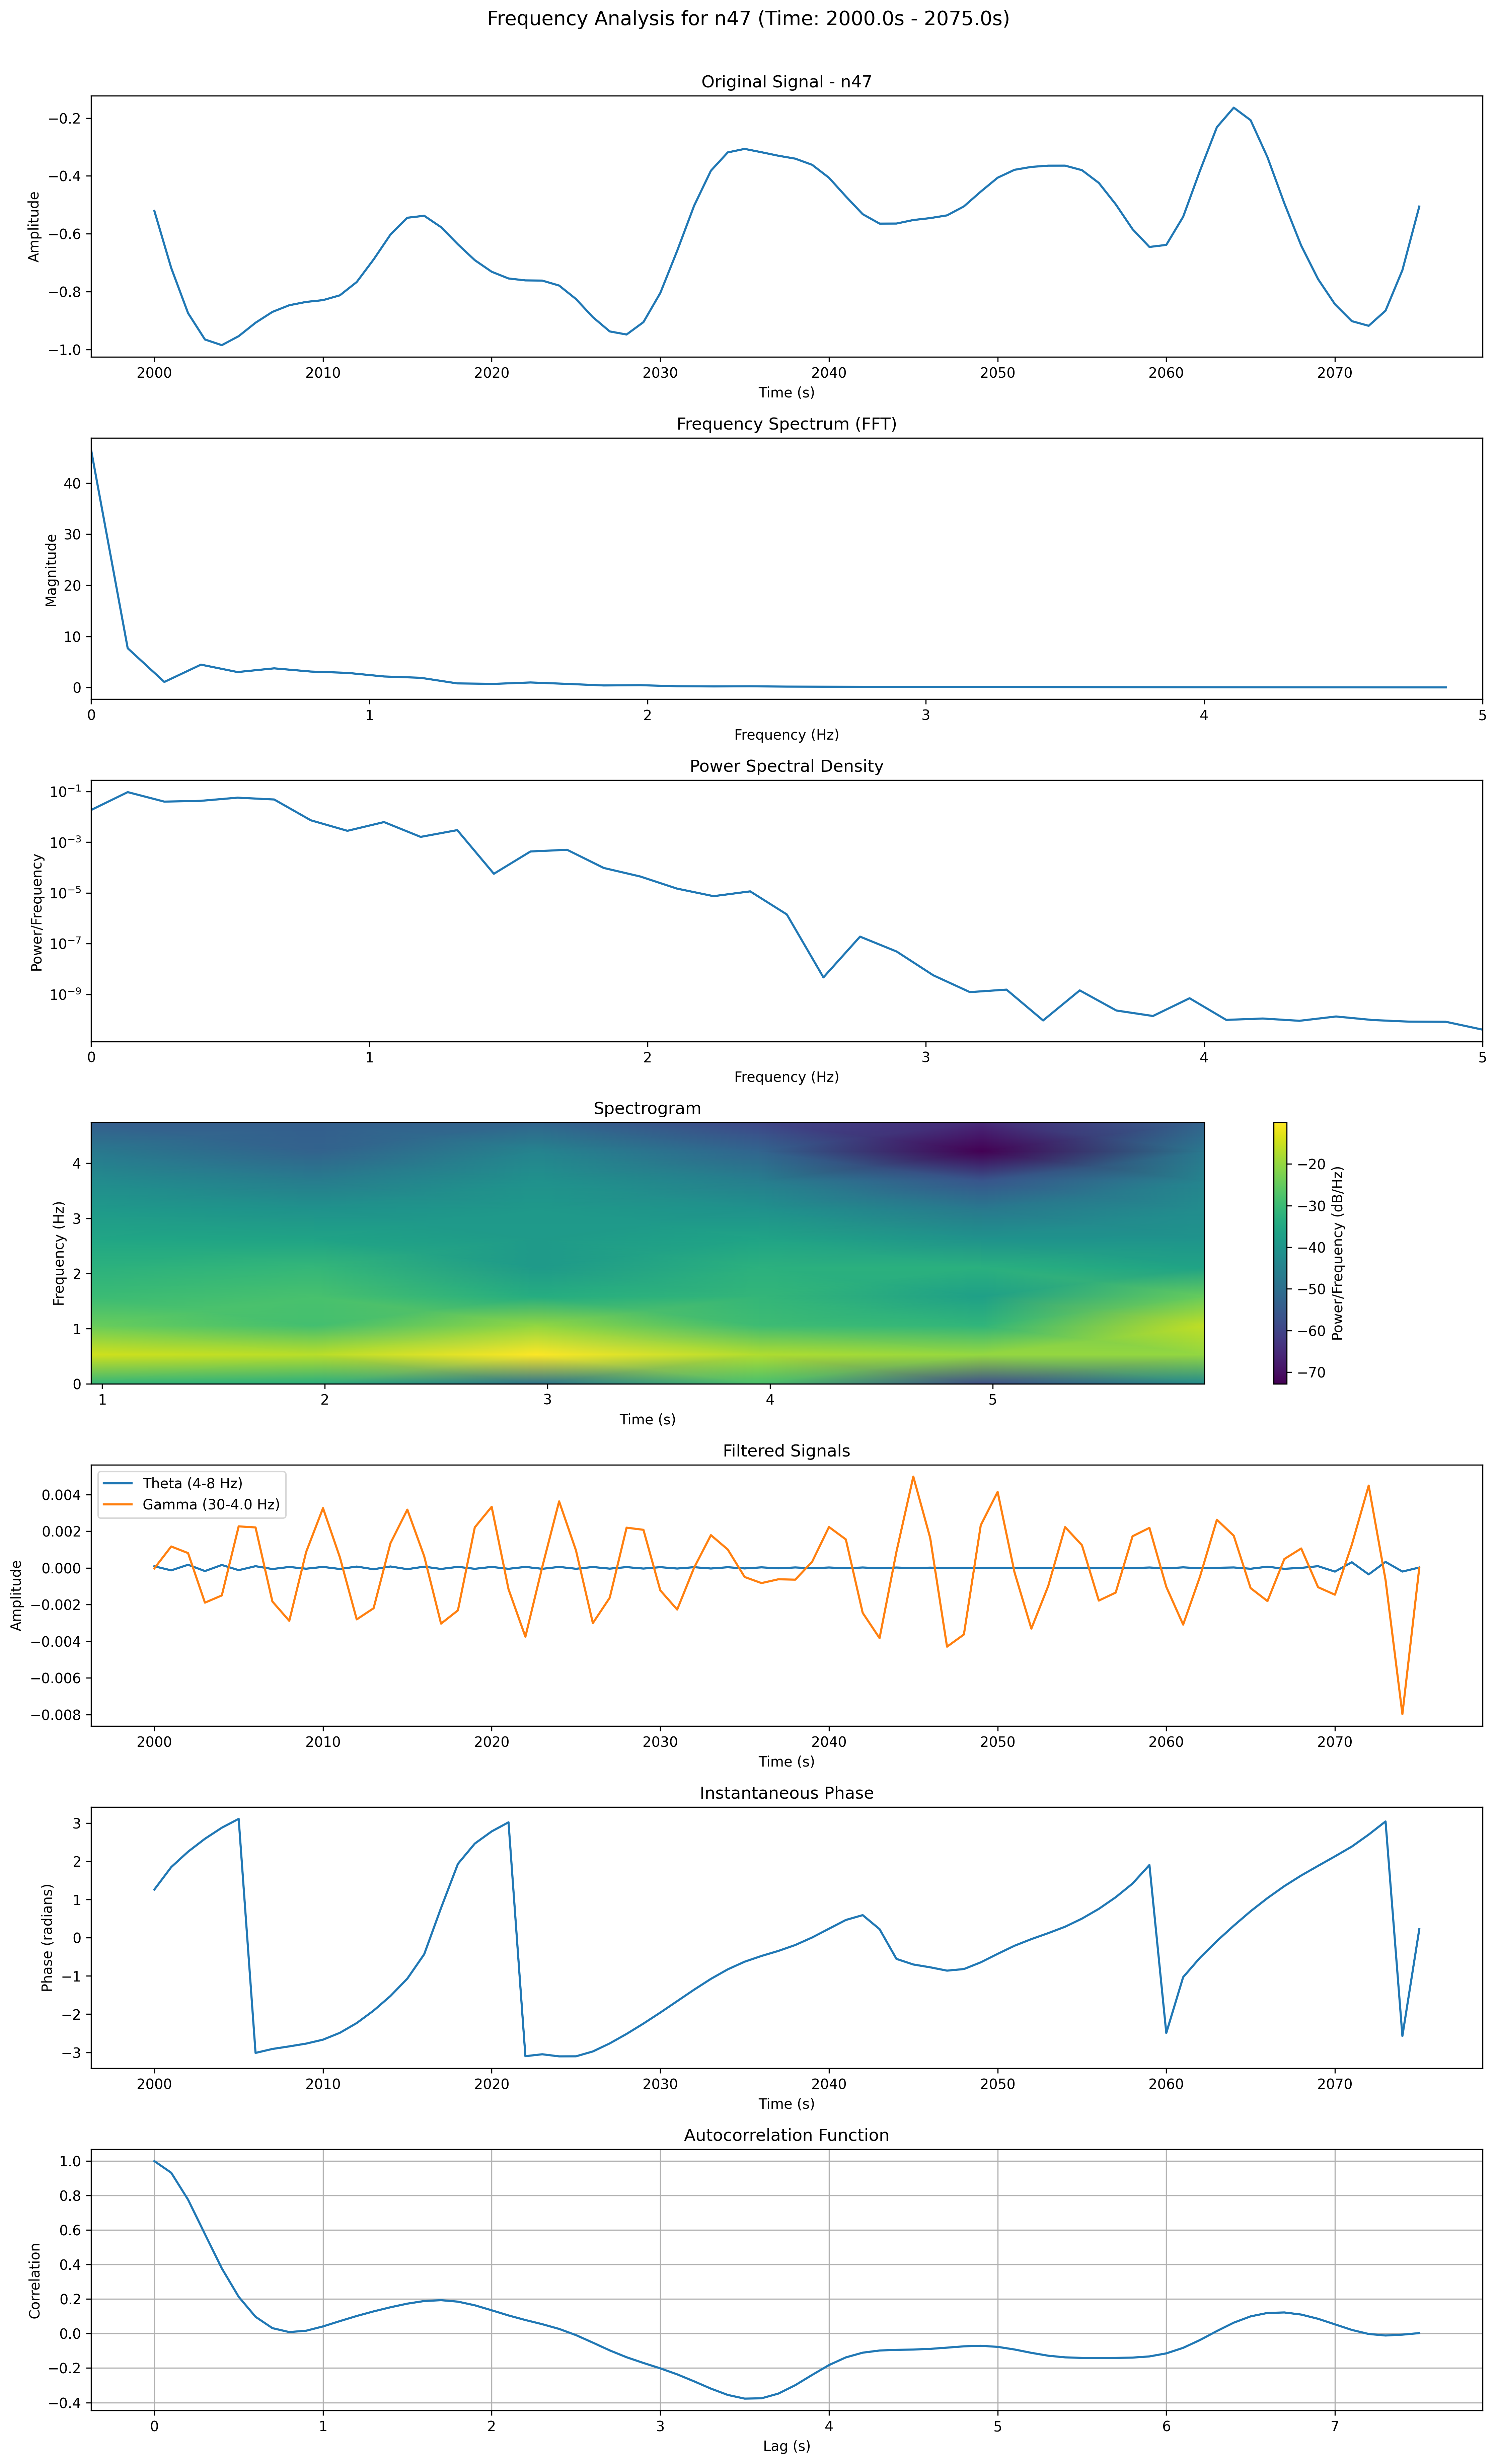 Frequency Analysis for n47 (Time: 2000.0s - 2075.0s)
Original Signal - n47
Amplitude
−0.2
−0.4
−0.6
−0.8
−1.0
2000 2010 2020 2030 2040 2050 2060 2070
Time (s)
Frequency Spectrum (FFT)
Magnitude
40
30
20
10
0
0 1 2 3 4 5
Frequency (Hz)
Power Spectral Density
Power/Frequency
10⁻¹
10⁻³
10⁻⁵
10⁻⁷
10⁻⁹
0 1 2 3 4 5
Frequency (Hz)
Spectrogram
Frequency (Hz)
4
3
2
1
0
1 2 3 4 5
Time (s)
−20
−30
−40
−50
−60
−70
Power/Frequency (dB/Hz)
Filtered Signals
Theta (4-8 Hz)
Gamma (30-4.0 Hz)
Amplitude
0.004
0.002
0.000
−0.002
−0.004
−0.006
−0.008
2000 2010 2020 2030 2040 2050 2060 2070
Time (s)
Instantaneous Phase
Phase (radians)
3
2
1
0
−1
−2
−3
2000 2010 2020 2030 2040 2050 2060 2070
Time (s)
Autocorrelation Function
Correlation
1.0
0.8
0.6
0.4
0.2
0.0
−0.2
−0.4
0 1 2 3 4 5 6 7
Lag (s)